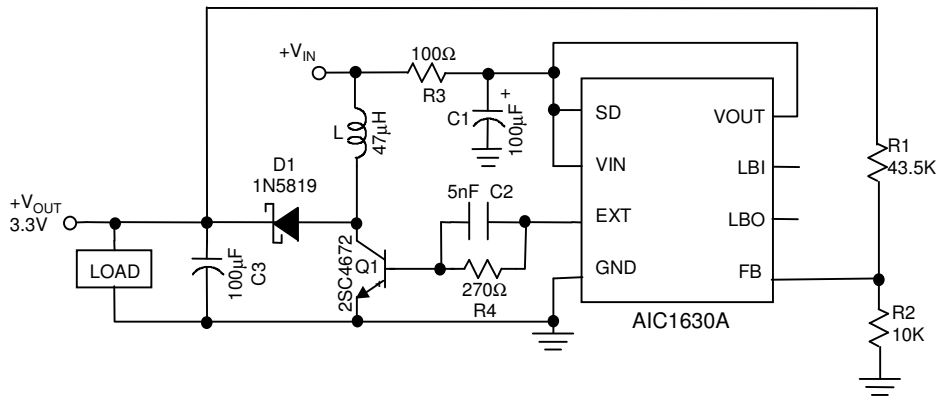 +VIN
100Ω
R3
+
C1
100μF
L
47μH
SD
VIN
EXT
GND
VOUT
LBI
LBO
FB
AIC1630A
R1
43.5K
R2
10K
D1
1N5819
5nF C2
270Ω
R4
Q1
2SC4672
+VOUT
3.3V
LOAD
100μF
C3